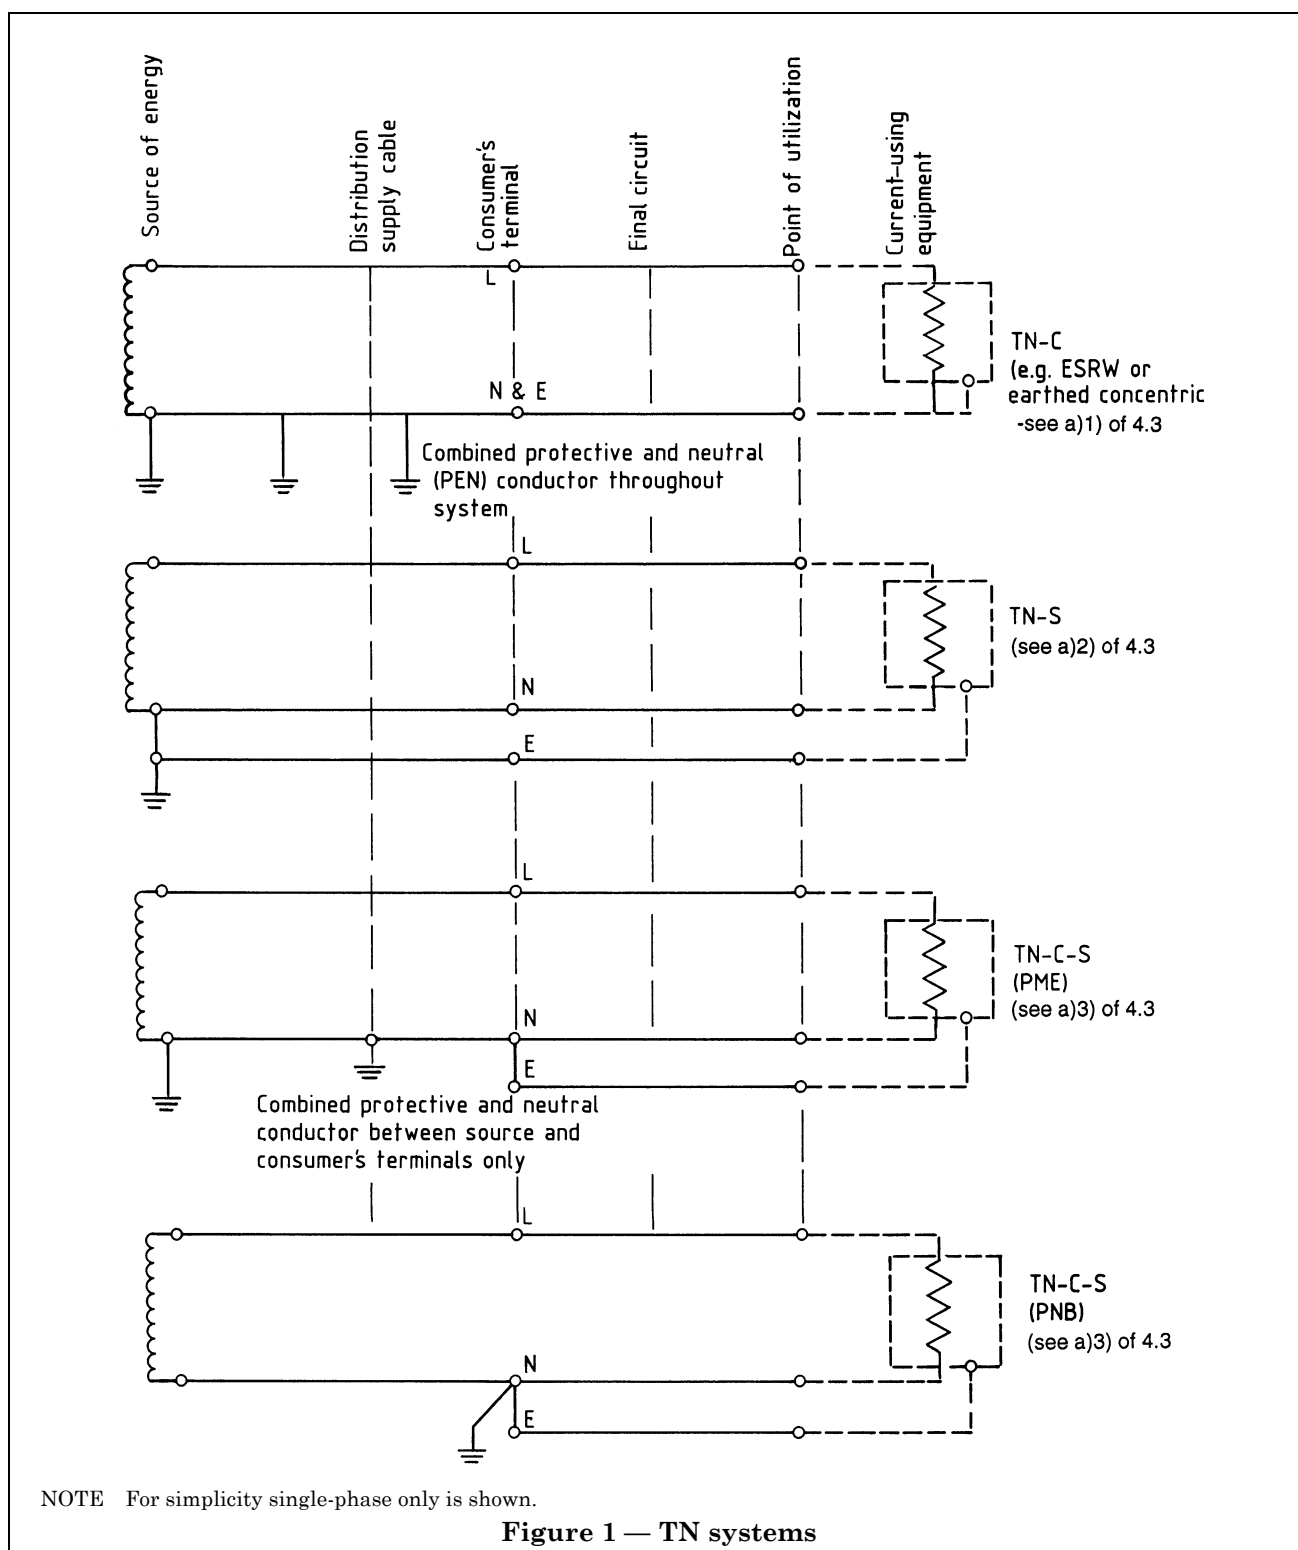 Source of energy
Distribution
supply cable
Consumer's
terminal
Final circuit
Point of utilization
Current-using
equipment
L
N & E
TN-C
(e.g. ESRW or
earthed concentric
-see a)1) of 4.3
Combined protective and neutral
(PEN) conductor throughout
system
L
N
E
TN-S
(see a)2) of 4.3
L
N
E
TN-C-S
(PME)
(see a)3) of 4.3
Combined protective and neutral
conductor between source and
consumer's terminals only
L
N
E
TN-C-S
(PNB)
(see a)3) of 4.3
NOTE For simplicity single-phase only is shown.
Figure 1 — TN systems